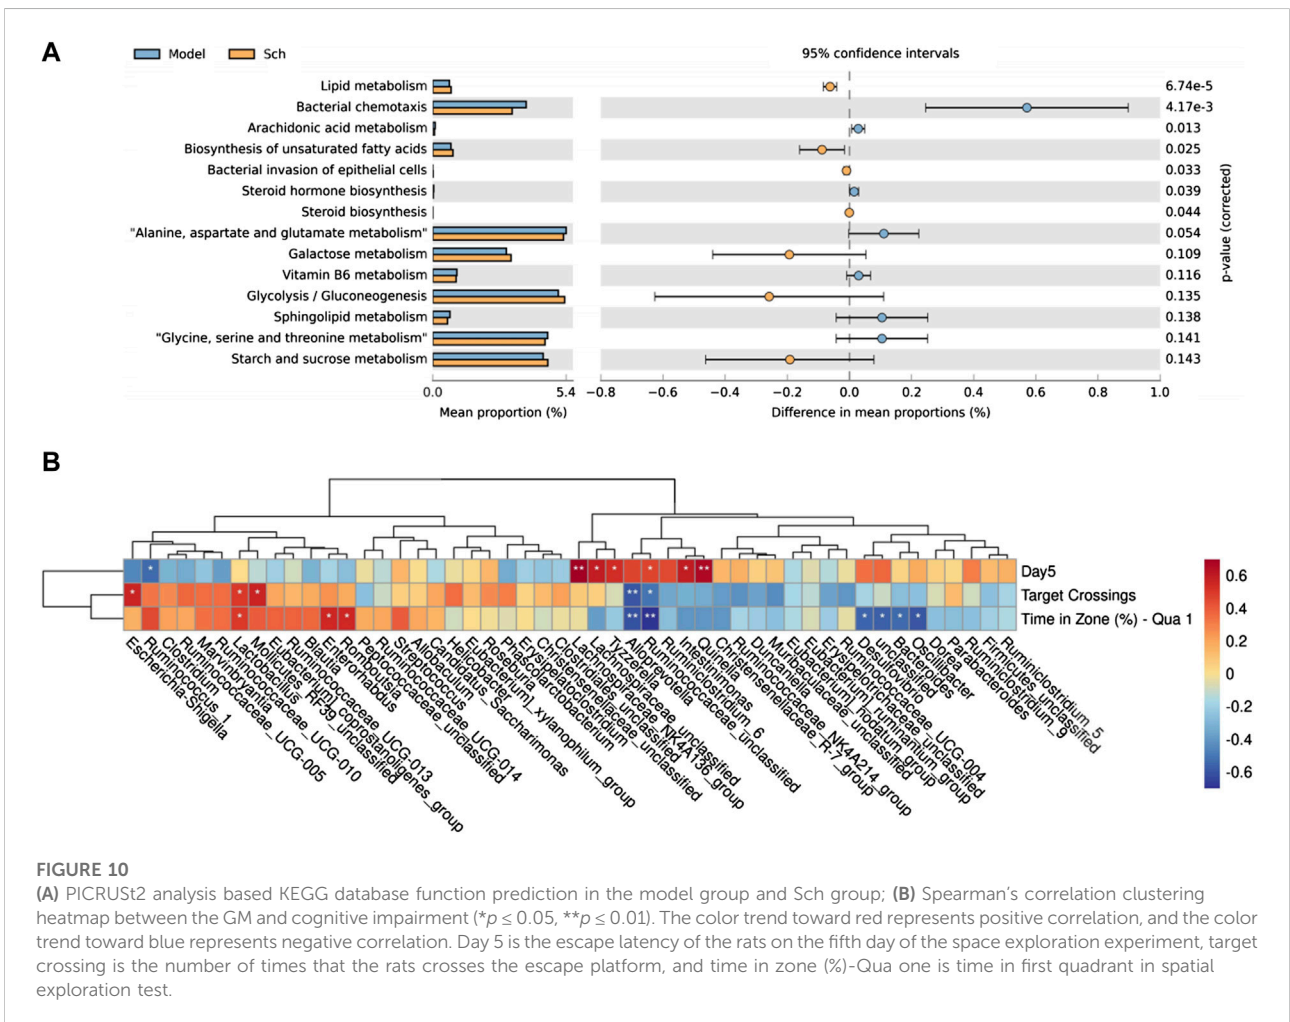 A
Model
Sch
95% confidence intervals
Lipid metabolism
6.74e-5
Bacterial chemotaxis
4.17e-3
Arachidonic acid metabolism
0.013
Biosynthesis of unsaturated fatty acids
0.025
Bacterial invasion of epithelial cells
0.033
Steroid hormone biosynthesis
0.039
Steroid biosynthesis
0.044
"Alanine, aspartate and glutamate metabolism"
0.054
Galactose metabolism
0.109
Vitamin B6 metabolism
0.116
Glycolysis / Gluconeogenesis
0.135
Sphingolipid metabolism
0.138
"Glycine, serine and threonine metabolism"
0.141
Starch and sucrose metabolism
0.143
p-value (corrected)
0.0 5.4
−0.8 −0.6 −0.4 −0.2 0.0 0.2 0.4 0.6 0.8 1.0
Mean proportion (%)
Difference in mean proportions (%)
B
* ** * * * * **
Day5
* * * ** *
Target Crossings
* * * ** ** * * * *
Time in Zone (%) - Qua 1
0.6
0.4
0.2
0
-0.2
-0.4
-0.6
Escherichia-Shigella
Ruminococcus_1
Clostridium
Ruminococcaceae_UCG-005
Marvinbryantia
Ruminococcaceae_UCG-010
Lactobacillus
Mollicutes_RF39_unclassified
Eubacterium_coprostanoligenes_group
Ruminococcaceae_UCG-013
Blautia
Enterorhabdus
Romboutsia
Peptococcaceae_unclassified
Ruminococcaceae_UCG-014
Streptococcus
Allobaculum
Candidatus_Saccharimonas
Helicobacter
Eubacterium]_xylanophilum_group
Roseburia
Phascolarctobacterium
Erysipelatoclostridium
Christensenellaceae_unclassified
Clostridiales_unclassified
Lachnospiraceae_NK4A136_group
Lachnospiraceae_unclassified
Tyzzerella
Alloprevotella
Ruminococcaceae_unclassified
Ruminiclostridium_6
Intestinimonas
Quinella
Christensenellaceae_R-7_group
Ruminococcaceae_NK4A214_group
Muribaculaceae_unclassified
Eubacterium]_nodatum_group
Eubacterium]_ruminantium_group
Ruminococcaceae_UCG-004
Desulfovibrio
unclassified
Bacteroides
Oscillibacter
Dorea
Parabacteroides
Ruminiclostridium_9
Firmicutes_unclassified
Ruminiclostridium_5
FIGURE 10
(A) PICRUSt2 analysis based KEGG database function prediction in the model group and Sch group; (B) Spearman's correlation clustering
heatmap between the GM and cognitive impairment (*p ≤ 0.05, **p ≤ 0.01). The color trend toward red represents positive correlation, and the color
trend toward blue represents negative correlation. Day 5 is the escape latency of the rats on the fifth day of the space exploration experiment, target
crossing is the number of times that the rats crosses the escape platform, and time in zone (%)-Qua one is time in first quadrant in spatial
exploration test.